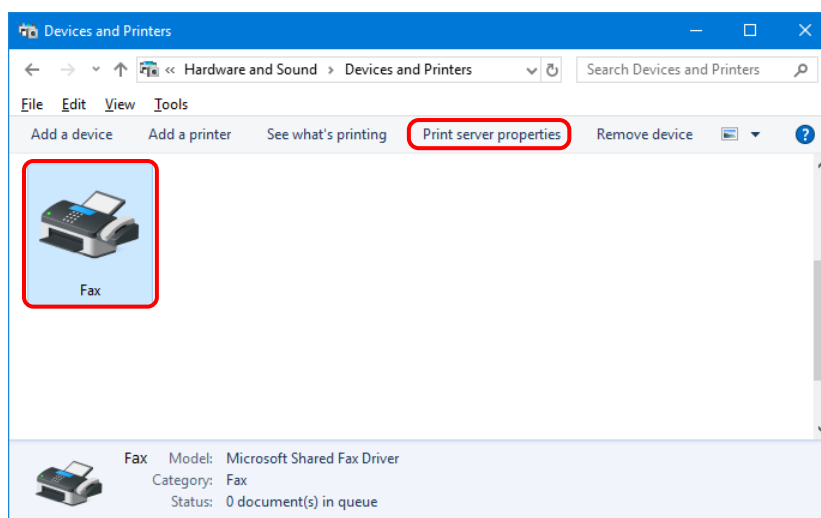 Devices and Printers
« Hardware and Sound > Devices and Printers Search Devices and Printers
File Edit View Tools
Add a device Add a printer See what's printing Print server properties Remove device ?
Fax
Fax Model: Microsoft Shared Fax Driver
Category: Fax
Status: 0 document(s) in queue